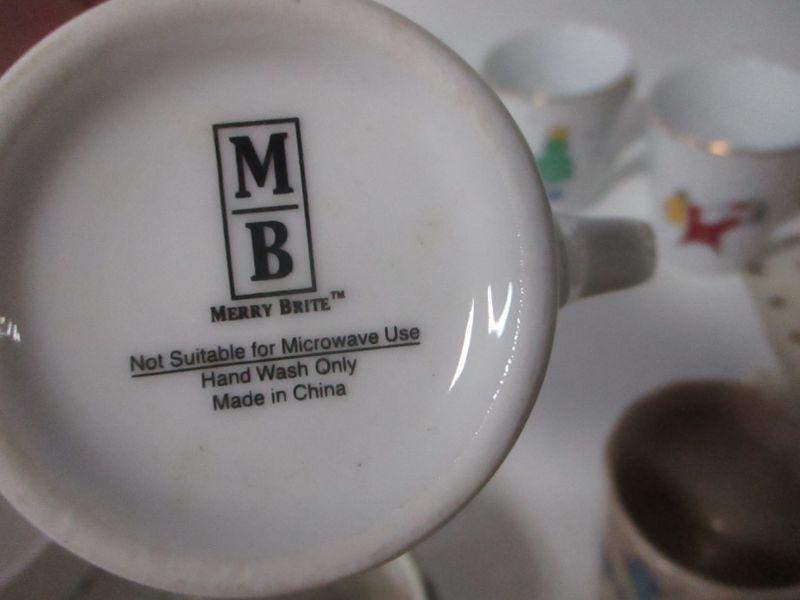 M
B
MERRY BRITE™
Not Suitable for Microwave Use
Hand Wash Only
Made in China